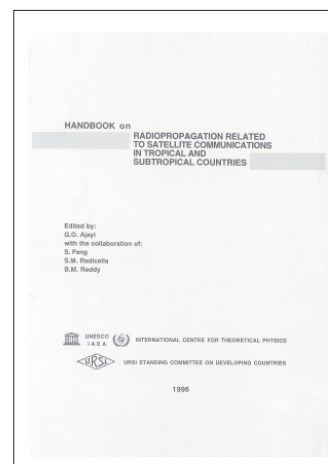 HANDBOOK on
RADIOPROPAGATION RELATED
TO SATELLITE COMMUNICATIONS
IN TROPICAL AND
SUBTROPICAL COUNTRIES
Edited by:
G.O. Ajayi
with the collaboration of:
S. Feng
S.M. Radicella
B.M. Reddy
UNESCO
IAEA
INTERNATIONAL CENTRE FOR THEORETICAL PHYSICS
URSI
URSI STANDING COMMITTEE ON DEVELOPING COUNTRIES
1996